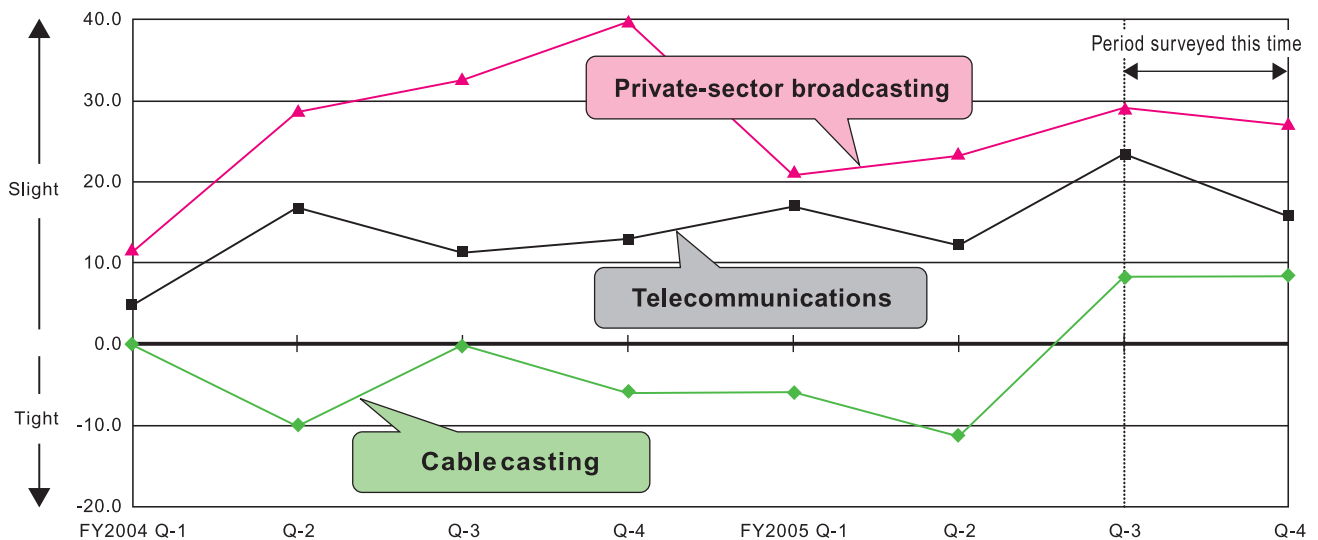 40.0
30.0
20.0
10.0
0.0
-10.0
-20.0
Slight
Tight
Period surveyed this time
Private-sector broadcasting
Telecommunications
Cablecasting
FY2004 Q-1 Q-2 Q-3 Q-4 FY2005 Q-1 Q-2 Q-3 Q-4